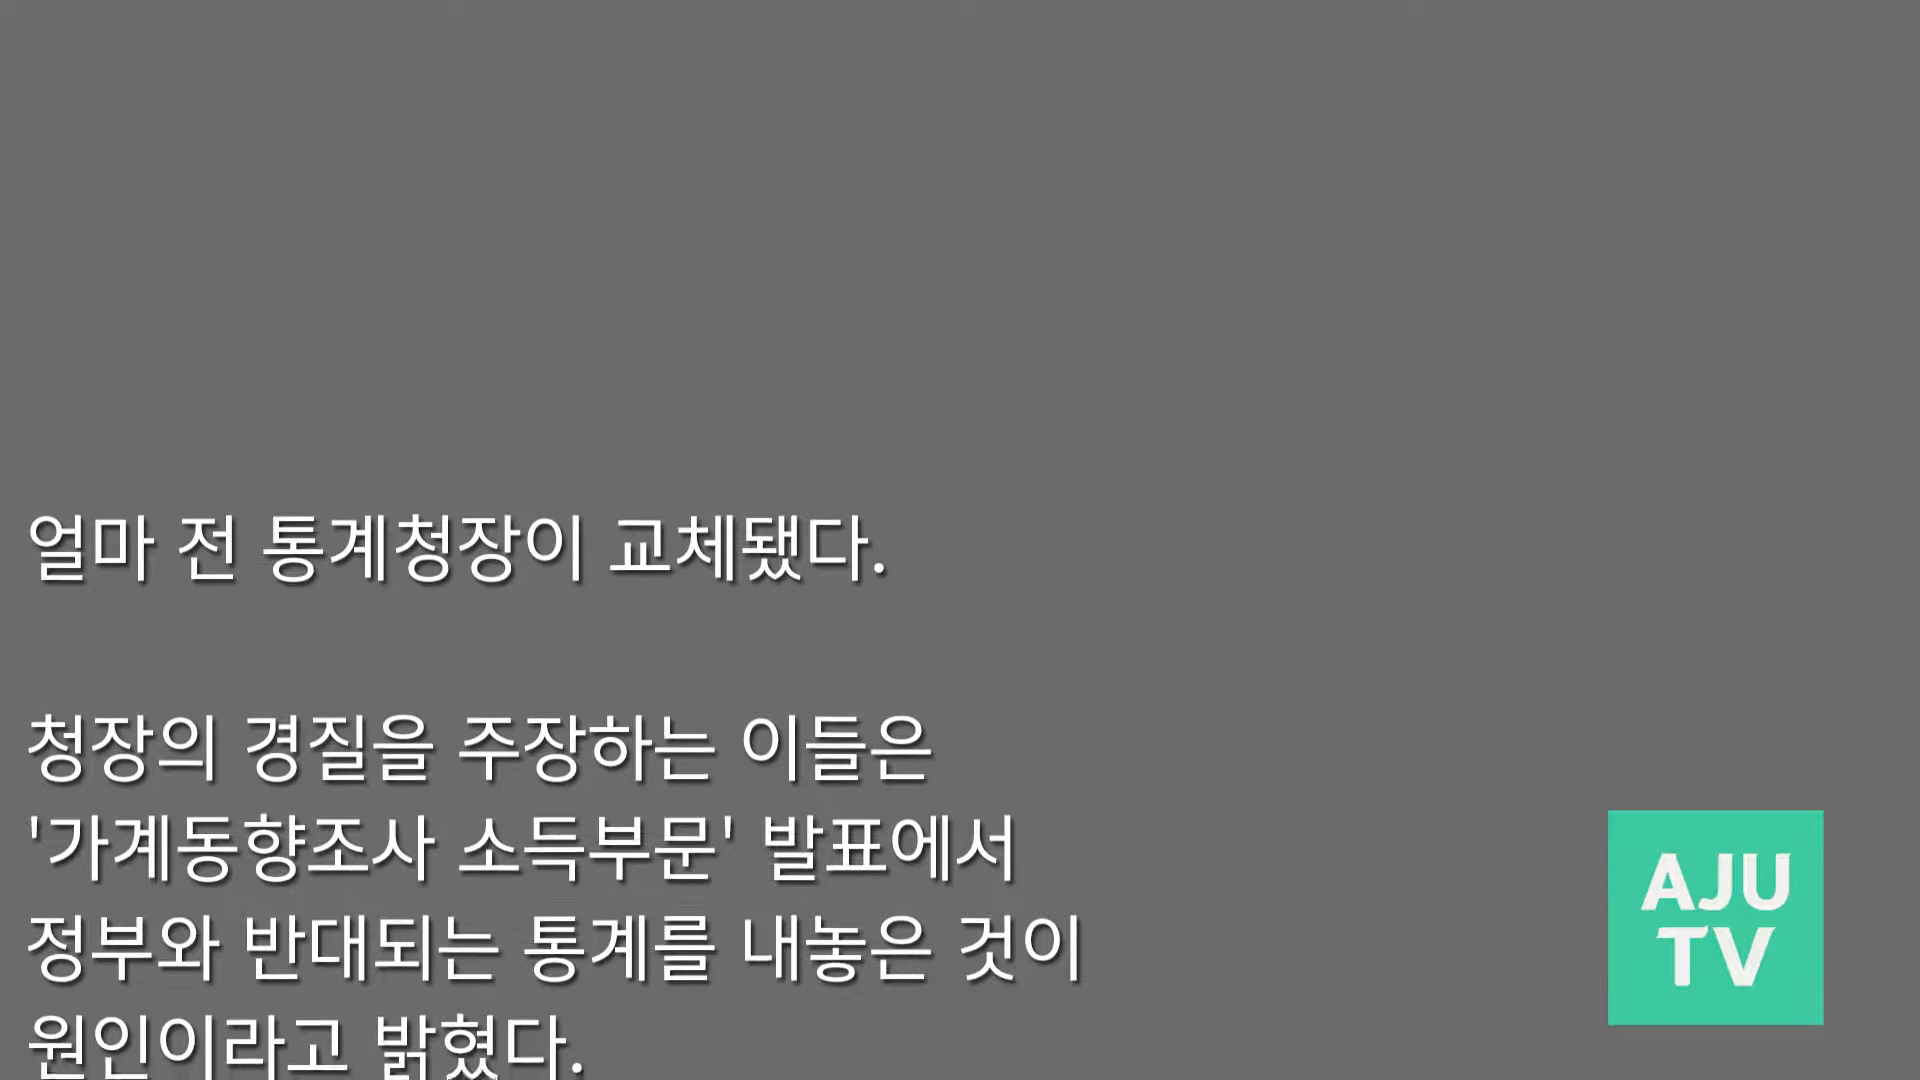 얼마 전 통계청장이 교체됐다.
청장의 경질을 주장하는 이들은
'가계동향조사 소득부문' 발표에서
정부와 반대되는 통계를 내놓은 것이
원인이라고 밝혔다.
AJU
TV